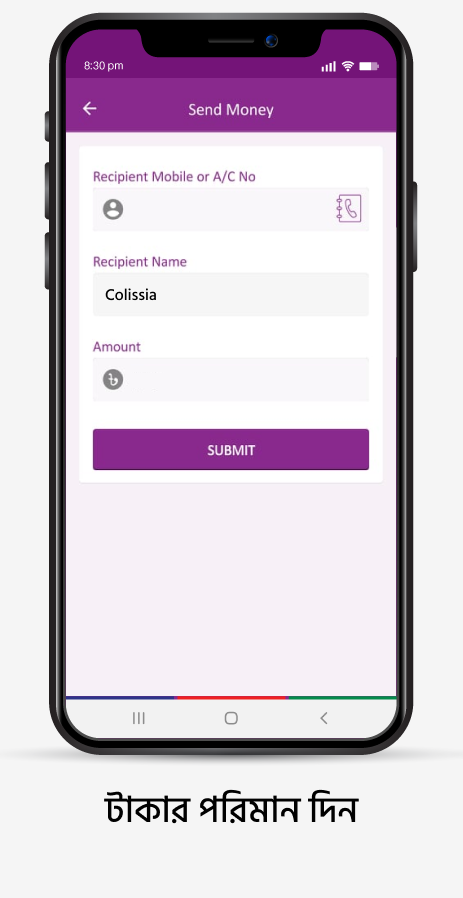 8:30 pm
Send Money
Recipient Mobile or A/C No
Recipient Name
Colissia
Amount
৳
SUBMIT
টাকার পরিমান দিন